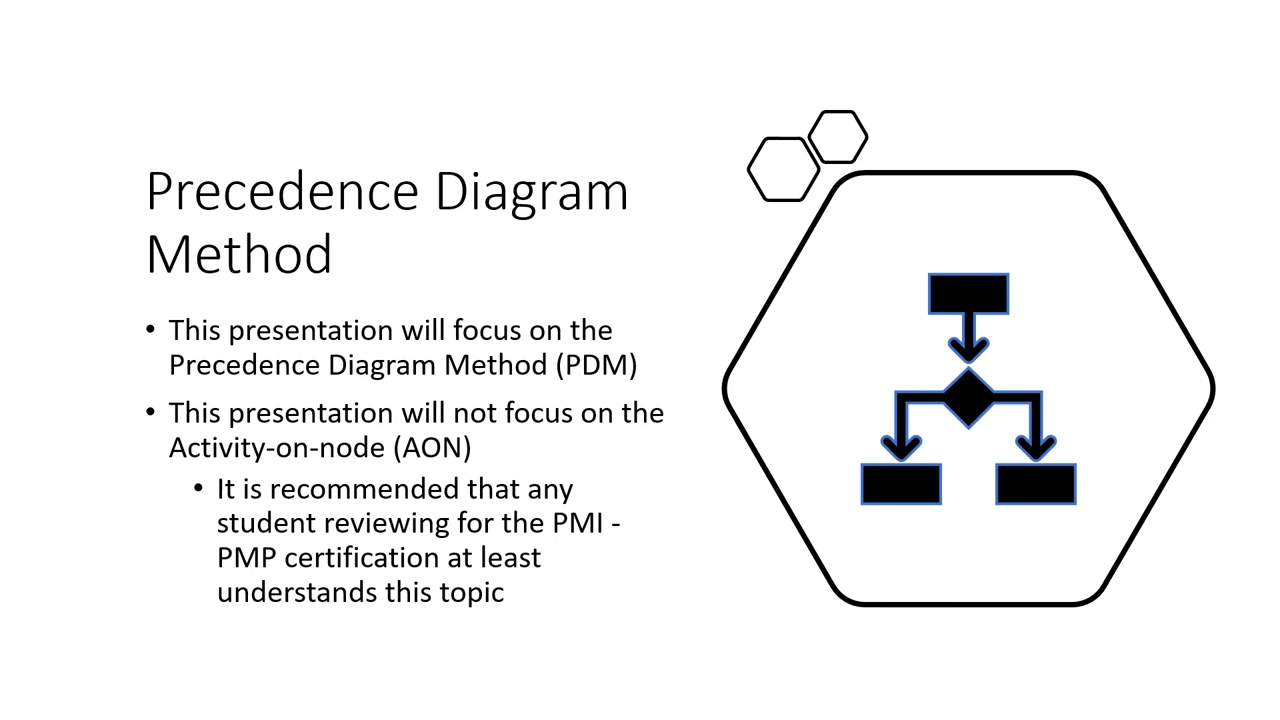 Precedence Diagram
Method
• This presentation will focus on the
Precedence Diagram Method (PDM)
• This presentation will not focus on the
Activity-on-node (AON)
• It is recommended that any
student reviewing for the PMI -
PMP certification at least
understands this topic